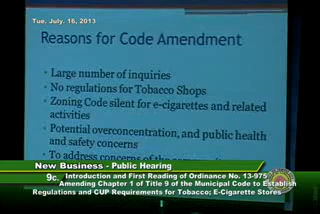 Tue. July. 16, 2013
Reasons for Code Amendment
• Large number of inquiries
• No regulations for Tobacco Shops
• Zoning Code silent for e-cigarettes and related
activities
• Potential overconcentration, and public health
and safety concerns
• To address concerns of the
New Business - Public Hearing
9c. Introduction and First Reading of Ordinance No. 13-975
Amending Chapter 1 of Title 9 of the Municipal Code to Establish
Regulations and CUP Requirements for Tobacco; E-Cigarette Stores